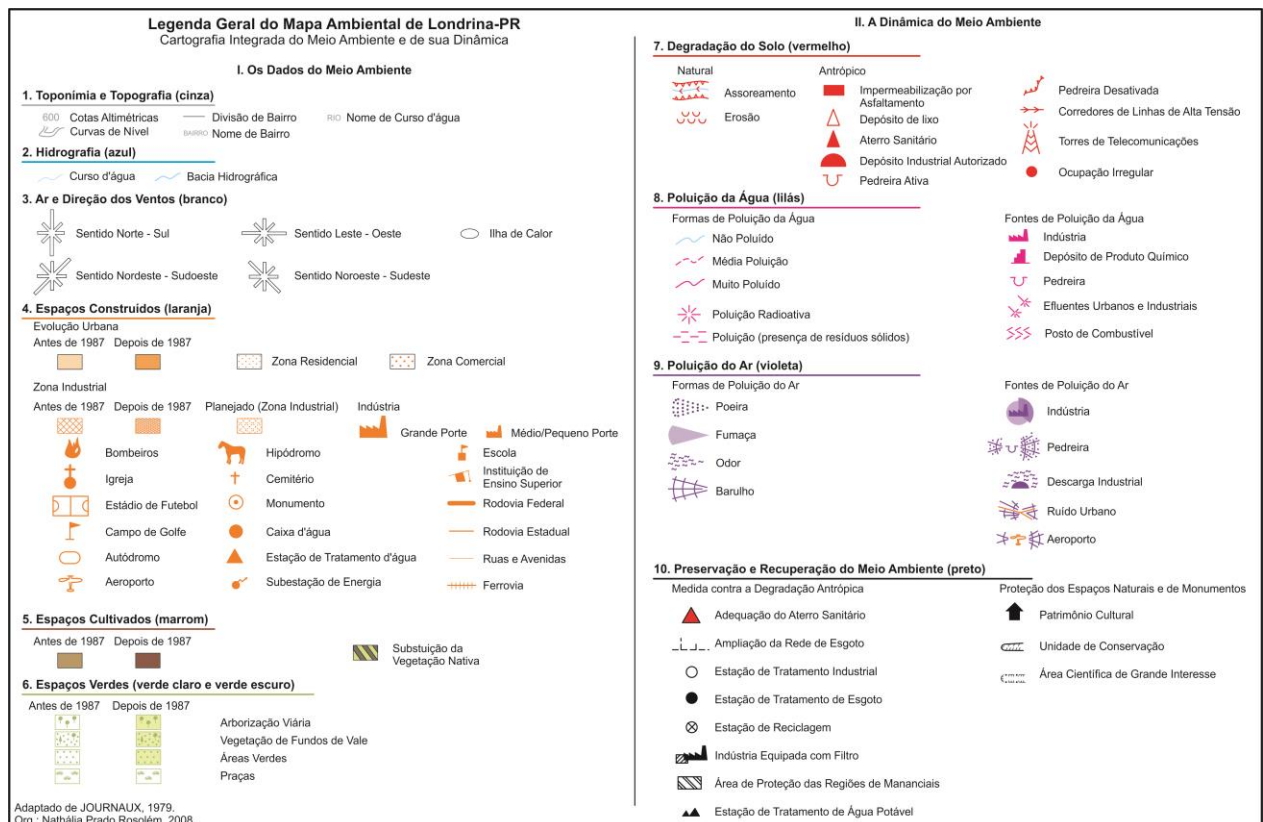 Legenda Geral do Mapa Ambiental de Londrina-PR
Cartografia Integrada do Meio Ambiente e de sua Dinâmica
I. Os Dados do Meio Ambiente
1. Toponímia e Topografia (cinza)
600 Cotas Altimétricas
Divisão de Bairro
RIO Nome de Curso d'água
Curvas de Nível
BAIRRO Nome de Bairro
2. Hidrografia (azul)
Curso d'água
Bacia Hidrográfica
3. Ar e Direção dos Ventos (branco)
Sentido Norte - Sul
Sentido Leste - Oeste
Ilha de Calor
Sentido Nordeste - Sudoeste
Sentido Noroeste - Sudeste
4. Espaços Construídos (laranja)
Evolução Urbana
Antes de 1987 Depois de 1987
Zona Residencial
Zona Comercial
Zona Industrial
Antes de 1987 Depois de 1987 Planejado (Zona Industrial) Indústria
Grande Porte
Médio/Pequeno Porte
Bombeiros
Hipódromo
Escola
Igreja
Cemitério
Instituição de
Ensino Superior
Estádio de Futebol
Monumento
Rodovia Federal
Campo de Golfe
Caixa d'água
Rodovia Estadual
Autódromo
Estação de Tratamento d'água
Ruas e Avenidas
Aeroporto
Subestação de Energia
Ferrovia
5. Espaços Cultivados (marrom)
Antes de 1987 Depois de 1987
Substuição da
Vegetação Nativa
6. Espaços Verdes (verde claro e verde escuro)
Antes de 1987 Depois de 1987
Arborização Viária
Vegetação de Fundos de Vale
Áreas Verdes
Praças
Adaptado de JOURNAUX, 1979.
Org.: Nathália Prado Rosolém, 2008
II. A Dinâmica do Meio Ambiente
7. Degradação do Solo (vermelho)
Natural
Assoreamento
Erosão
Antrópico
Impermeabilização por
Asfaltamento
Depósito de lixo
Aterro Sanitário
Depósito Industrial Autorizado
Pedreira Ativa
Pedreira Desativada
Corredores de Linhas de Alta Tensão
Torres de Telecomunicações
Ocupação Irregular
8. Poluição da Água (lilás)
Formas de Poluição da Água
Não Poluído
Média Poluição
Muito Poluído
Poluição Radioativa
Poluição (presença de resíduos sólidos)
Fontes de Poluição da Água
Indústria
Depósito de Produto Químico
Pedreira
Efluentes Urbanos e Industriais
Posto de Combustível
9. Poluição do Ar (violeta)
Formas de Poluição do Ar
Poeira
Fumaça
Odor
Barulho
Fontes de Poluição do Ar
Indústria
Pedreira
Descarga Industrial
Ruído Urbano
Aeroporto
10. Preservação e Recuperação do Meio Ambiente (preto)
Medida contra a Degradação Antrópica
Adequação do Aterro Sanitário
Ampliação da Rede de Esgoto
Estação de Tratamento Industrial
Estação de Tratamento de Esgoto
Estação de Reciclagem
Indústria Equipada com Filtro
Área de Proteção das Regiões de Mananciais
Estação de Tratamento de Água Potável
Proteção dos Espaços Naturais e de Monumentos
Patrimônio Cultural
Unidade de Conservação
Área Científica de Grande Interesse